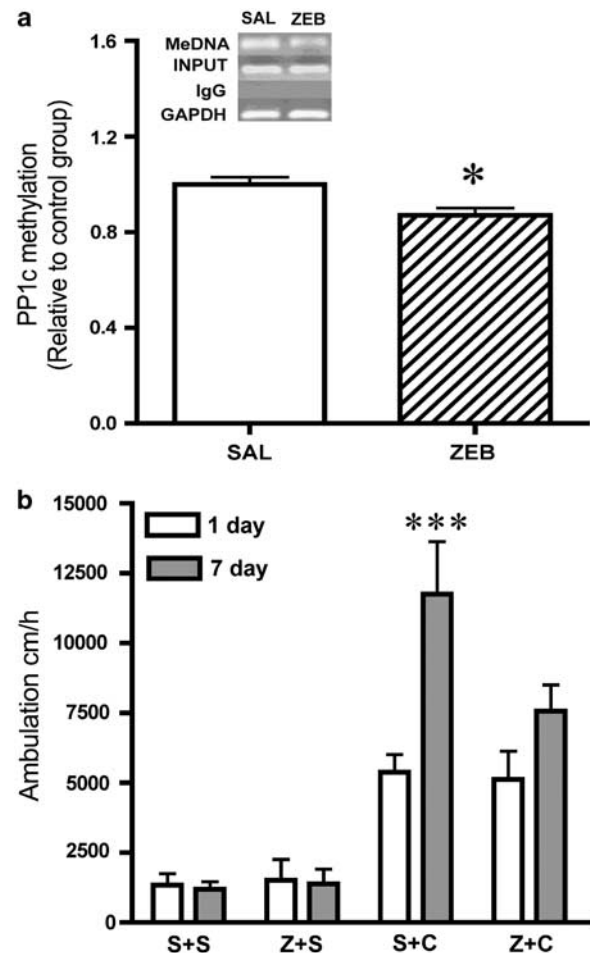 a
SAL ZEB
MeDNA
INPUT
IgG
GAPDH
PP1c methylation
(Relative to control group)
1.6
1.2
0.8
0.4
0.0
*
SAL ZEB
b
1 day
7 day
Ambulation cm/h
15000
12500
10000
7500
5000
2500
0
***
S+S Z+S S+C Z+C